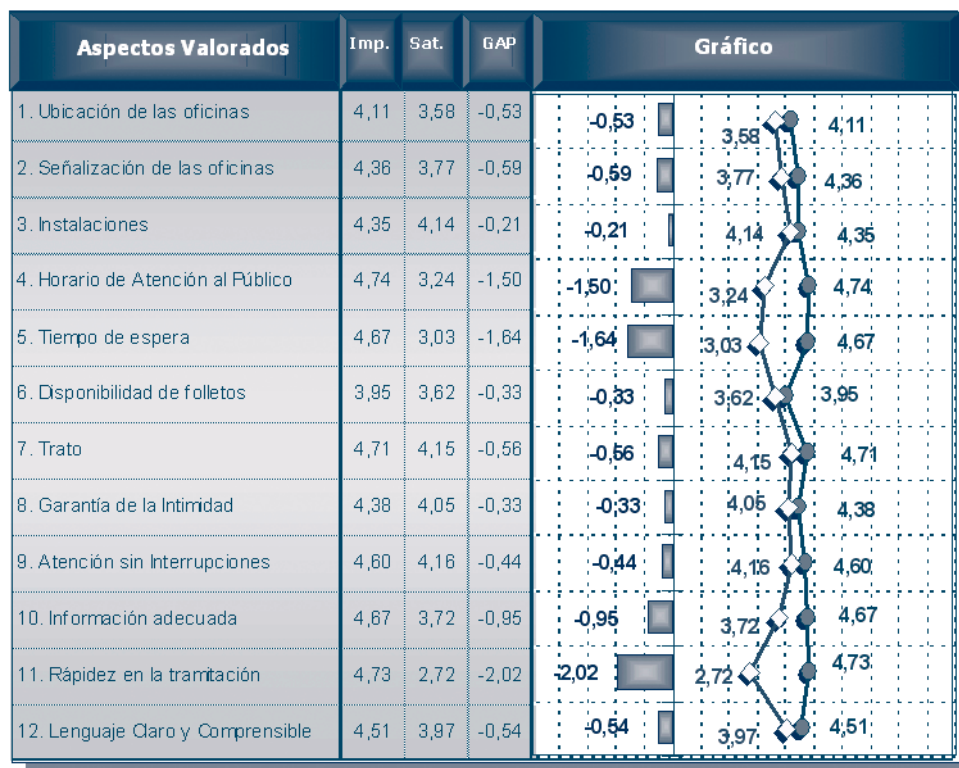 Aspectos Valorados Imp. Sat. GAP Gráfico
1. Ubicación de las oficinas 4,11 3,58 -0,53 -0,53 3,58 4,11
2. Señalización de las oficinas 4,36 3,77 -0,59 -0,59 3,77 4,36
3. Instalaciones 4,35 4,14 -0,21 -0,21 4,14 4,35
4. Horario de Atención al Público 4,74 3,24 -1,50 -1,50 3,24 4,74
5. Tiempo de espera 4,67 3,03 -1,64 -1,64 3,03 4,67
6. Disponibilidad de folletos 3,95 3,62 -0,33 -0,33 3,62 3,95
7. Trato 4,71 4,15 -0,56 -0,56 4,15 4,71
8. Garantía de la Intimidad 4,38 4,05 -0,33 -0,33 4,05 4,38
9. Atención sin Interrupciones 4,60 4,16 -0,44 -0,44 4,16 4,60
10. Información adecuada 4,67 3,72 -0,95 -0,95 3,72 4,67
11. Rápidez en la tramitación 4,73 2,72 -2,02 -2,02 2,72 4,73
12. Lenguaje Claro y Comprensible 4,51 3,97 -0,54 -0,54 3,97 4,51